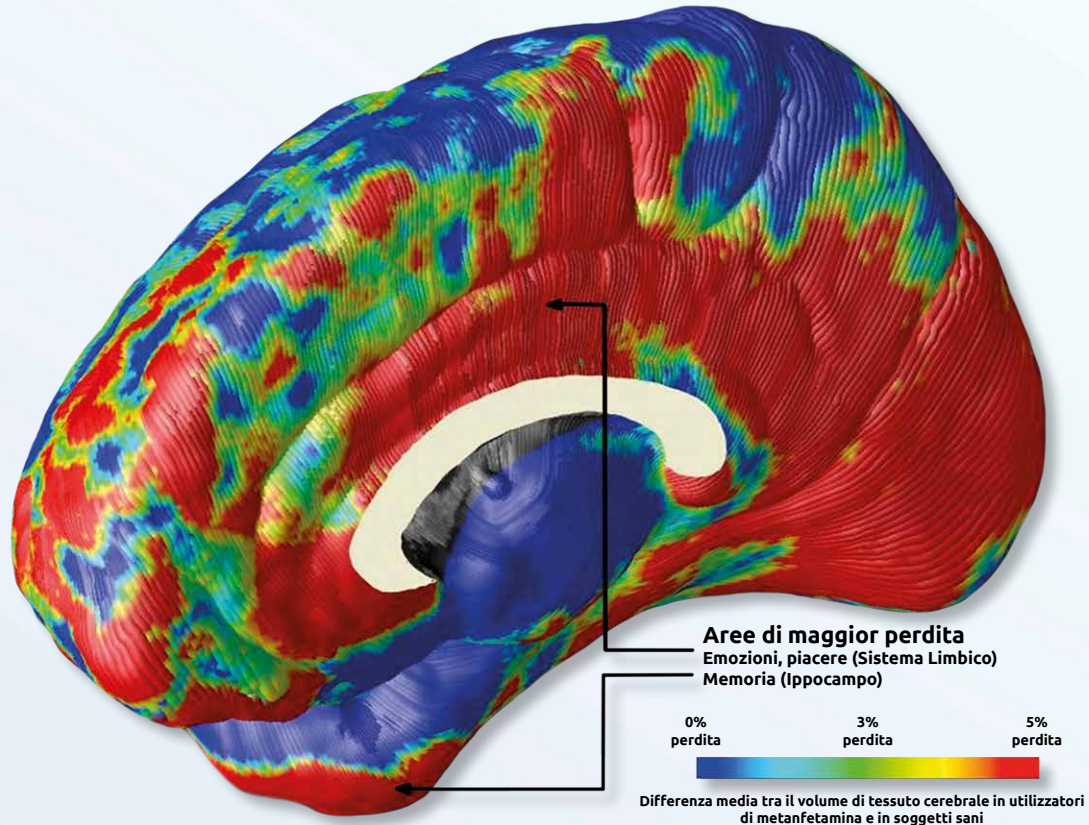 Aree di maggior perdita
Emozioni, piacere (Sistema Limbico)
Memoria (Ippocampo)
0% 3% 5%
perdita perdita perdita
Differenza media tra il volume di tessuto cerebrale in utilizzatori
di metanfetamina e in soggetti sani